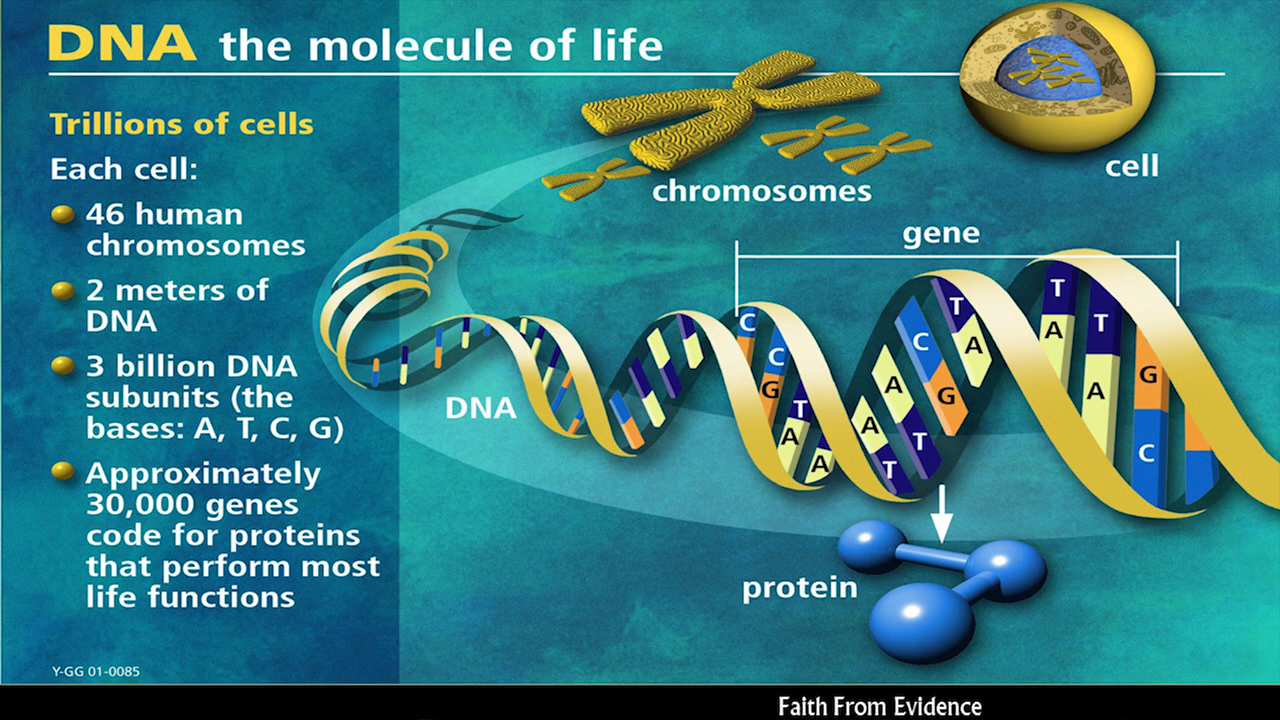 DNA the molecule of life
Trillions of cells
Each cell:
46 human
chromosomes
2 meters of
DNA
3 billion DNA
subunits (the
bases: A, T, C, G)
Approximately
30,000 genes
code for proteins
that perform most
life functions
Y-GG 01-0085
chromosomes
cell
gene
DNA
C
C
G
T
A
A
A
T
A
T
C
G
T
A
T
A
T
A
G
C
protein
Faith From Evidence